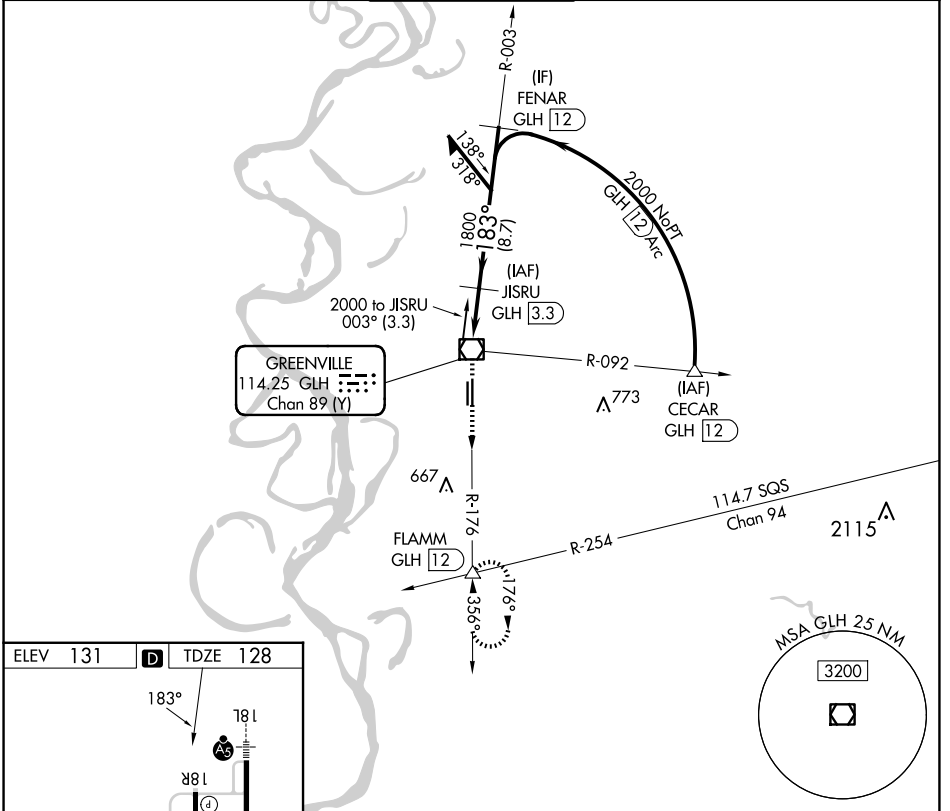 R-003
(IF)
FENAR
GLH 12
138°
318°
2000 NoPT
GLH 12 Arc
1800
183°
(8.7)
(IAF)
JISRU
GLH 3.3
2000 to JISRU
003° (3.3)
GREENVILLE
114.25 GLH
Chan 89 (Y)
R-092
(IAF)
CECAR
GLH 12
773
667
R-176
114.7 SQS
Chan 94
2115
R-254
FLAMM
GLH 12
356°
176°
MSA GLH 25 NM
3200
ELEV 131 D TDZE 128
183°
18L
A5
18R
P